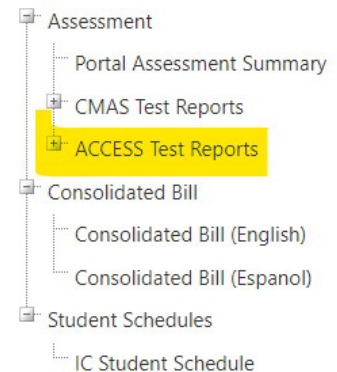 Assessment
Portal Assessment Summary
CMAS Test Reports
ACCESS Test Reports
Consolidated Bill
Consolidated Bill (English)
Consolidated Bill (Espanol)
Student Schedules
IC Student Schedule